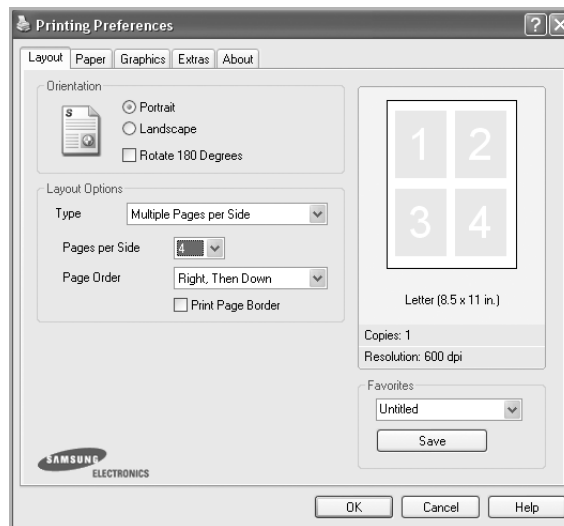 Printing Preferences
Layout Paper Graphics Extras About
Orientation
S
Portrait
Landscape
Rotate 180 Degrees
Layout Options
Type Multiple Pages per Side
Pages per Side 4
Page Order Right, Then Down
Print Page Border
1 2
3 4
Letter (8.5 x 11 in.)
Copies: 1
Resolution: 600 dpi
Favorites
Untitled
Save
SAMSUNG
ELECTRONICS
OK Cancel Help